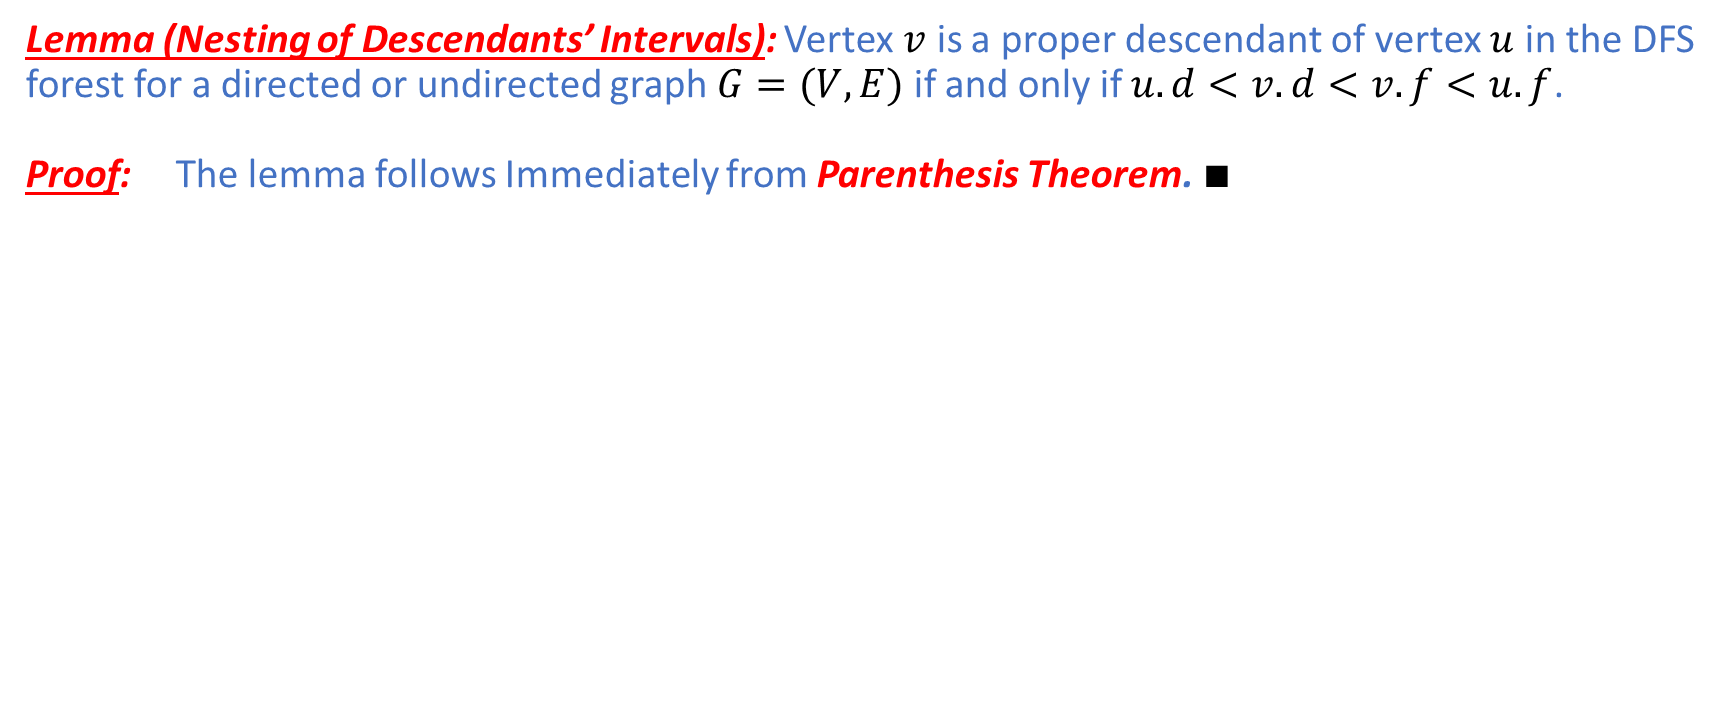 Lemma (Nesting of Descendants’ Intervals): Vertex 𝑣 is a proper descendant of vertex 𝑢 in the DFS
forest for a directed or undirected graph 𝐺 = (𝑉, 𝐸) if and only if 𝑢. 𝑑 < 𝑣. 𝑑 < 𝑣. 𝑓 < 𝑢. 𝑓.
Proof: The lemma follows Immediately from Parenthesis Theorem. ■